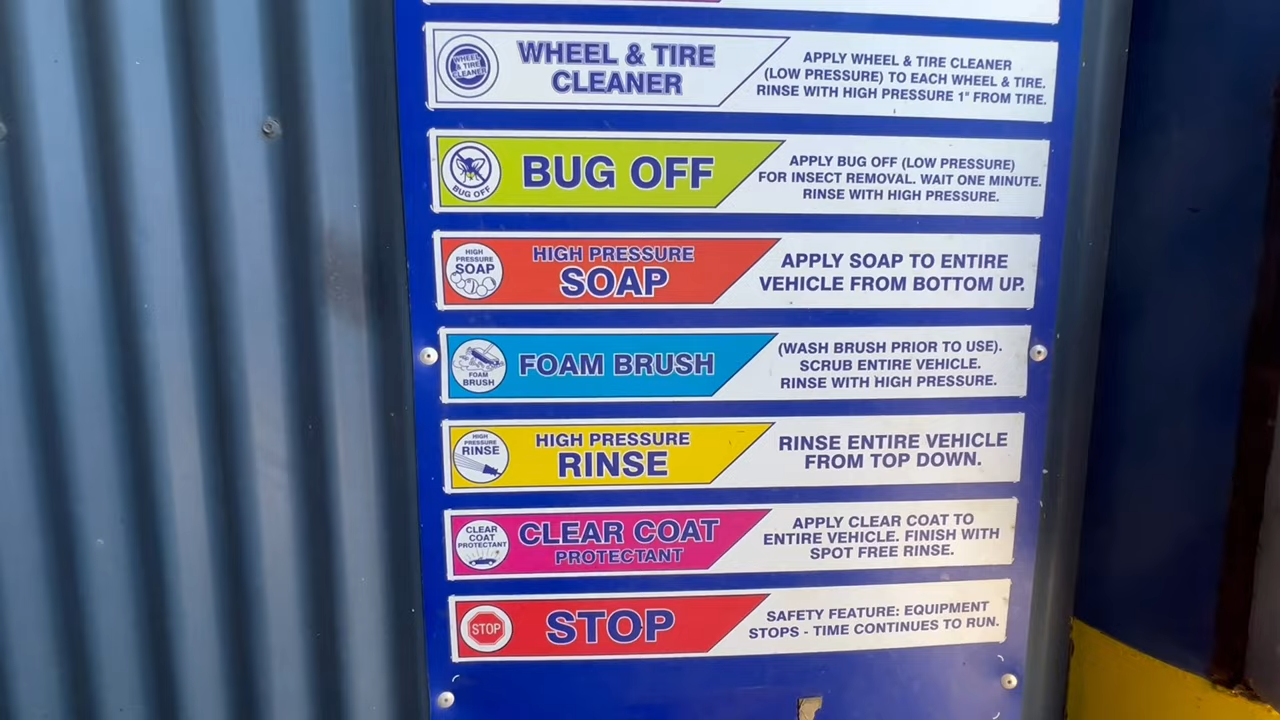 WHEEL & TIRE CLEANER
WHEEL & TIRE
CLEANER
APPLY WHEEL & TIRE CLEANER
(LOW PRESSURE) TO EACH WHEEL & TIRE.
RINSE WITH HIGH PRESSURE 1" FROM TIRE.
BUG OFF
BUG OFF
APPLY BUG OFF (LOW PRESSURE)
FOR INSECT REMOVAL. WAIT ONE MINUTE.
RINSE WITH HIGH PRESSURE.
HIGH
PRESSURE
SOAP
HIGH PRESSURE
SOAP
APPLY SOAP TO ENTIRE
VEHICLE FROM BOTTOM UP.
FOAM
BRUSH
FOAM BRUSH
(WASH BRUSH PRIOR TO USE).
SCRUB ENTIRE VEHICLE.
RINSE WITH HIGH PRESSURE.
HIGH
PRESSURE
RINSE
HIGH PRESSURE
RINSE
RINSE ENTIRE VEHICLE
FROM TOP DOWN.
CLEAR
COAT
PROTECTANT
CLEAR COAT
PROTECTANT
APPLY CLEAR COAT TO
ENTIRE VEHICLE. FINISH WITH
SPOT FREE RINSE.
STOP
STOP
SAFETY FEATURE: EQUIPMENT
STOPS - TIME CONTINUES TO RUN.